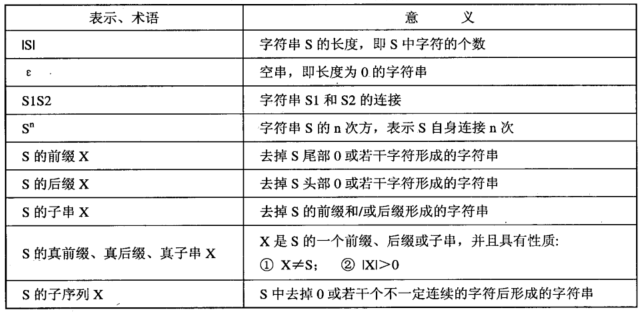 表示、术语 意 义
|S| 字符串 S 的长度，即 S 中字符的个数
ε 空串，即长度为 0 的字符串
S1S2 字符串 S1 和 S2 的连接
Sⁿ 字符串 S 的 n 次方，表示 S 自身连接 n 次
S 的前缀 X 去掉 S 尾部 0 或若干字符形成的字符串
S 的后缀 X 去掉 S 头部 0 或若干字符形成的字符串
S 的子串 X 去掉 S 的前缀和/或后缀形成的字符串
S 的真前缀、真后缀、真子串 X X 是 S 的一个前缀、后缀或子串，并且具有性质:
① X≠S； ② |X|＞0
S 的子序列 X S 中去掉 0 或若干个不一定连续的字符后形成的字符串